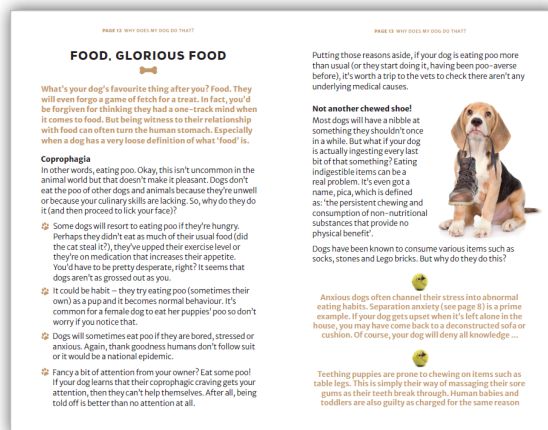 PAGE 12 WHY DOES MY DOG DO THAT?
FOOD, GLORIOUS FOOD
What's your dog's favourite thing after you? Food. They
will even forgo a game of fetch for a treat. In fact, you'd
be forgiven for thinking they had a one-track mind when
it comes to food. But being witness to their relationship
with food can often turn the human stomach. Especially
when a dog has a very loose definition of what 'food' is.
Coprophagia
In other words, eating poo. Okay, this isn't uncommon in the
animal world but that doesn't make it pleasant. Dogs don't
eat the poo of other dogs and animals because they're unwell
or because your culinary skills are lacking. So, why do they do
it (and then proceed to lick your face)?
Some dogs will resort to eating poo if they're hungry.
Perhaps they didn't eat as much of their usual food (did
the cat steal it?), they've upped their exercise level or
they're on medication that increases their appetite.
You'd have to be pretty desperate, right? It seems that
dogs aren't as grossed out as you.
It could be habit – they try eating poo (sometimes their
own) as a pup and it becomes normal behaviour. It's
common for a female dog to eat her puppies' poo so don't
worry if you notice that.
Dogs will sometimes eat poo if they are bored, stressed or
anxious. Again, thank goodness humans don't follow suit
or it would be a national epidemic.
Fancy a bit of attention from your owner? Eat some poo!
If your dog learns that their coprophagic craving gets your
attention, then they can't help themselves. After all, being
told off is better than no attention at all.
PAGE 13 WHY DOES MY DOG DO THAT?
Putting those reasons aside, if your dog is eating poo more
than usual (or they start doing it, having been poo-averse
before), it's worth a trip to the vets to check there aren't any
underlying medical causes.
Not another chewed shoe!
Most dogs will have a nibble at
something they shouldn't once
in a while. But what if your dog
is actually ingesting every last
bit of that something? Eating
indigestible items can be a
real problem. It's even got a
name, pica, which is defined
as: 'the persistent chewing and
consumption of non-nutritional
substances that provide no
physical benefit'.
Dogs have been known to consume various items such as
socks, stones and Lego bricks. But why do they do this?
Anxious dogs often channel their stress into abnormal
eating habits. Separation anxiety (see page 8) is a prime
example. If your dog gets upset when it's left alone in the
house, you may have come back to a deconstructed sofa or
cushion. Of course, your dog will deny all knowledge ...
Teething puppies are prone to chewing on items such as
table legs. This is simply their way of massaging their sore
gums as their teeth break through. Human babies and
toddlers are also guilty as charged for the same reason